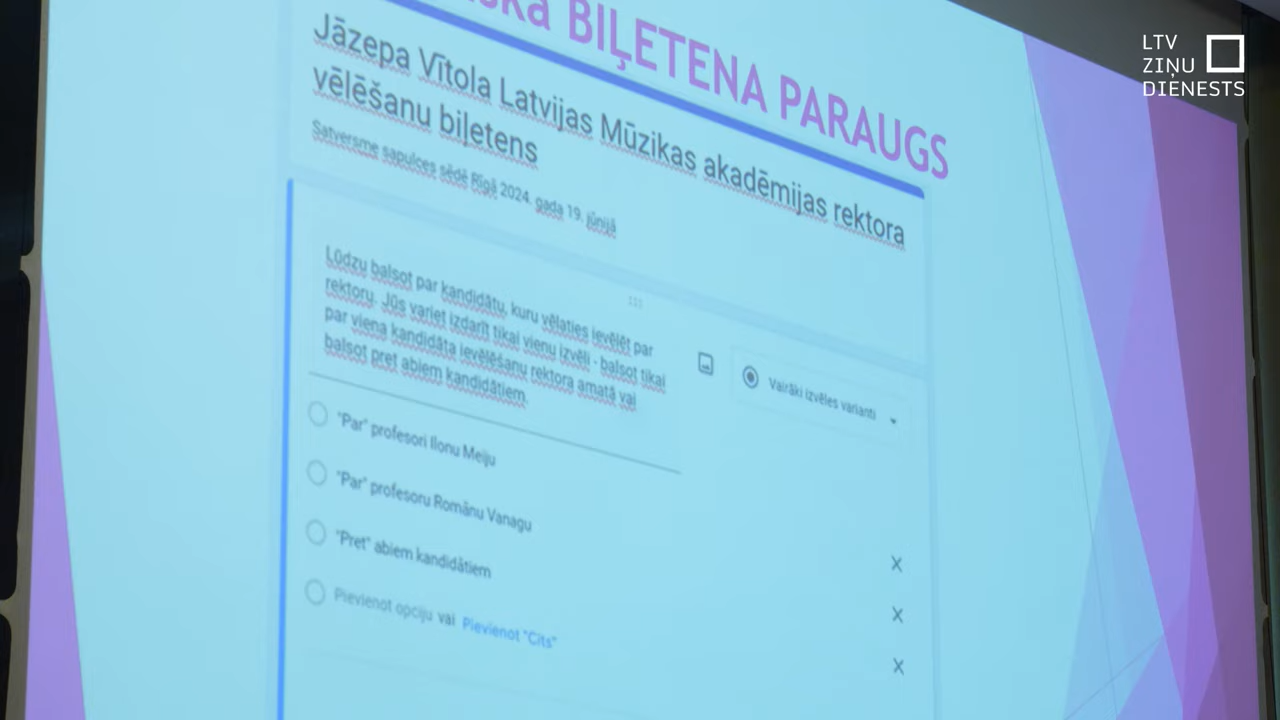 BIĻETENA PARAUGS
Jāzepa Vītola Latvijas Mūzikas akadēmijas rektora
vēlēšanu biļetens
Satversme sapulces sēdē Rīgā 2024. gada 19. jūnijā
Lūdzu balsot par kandidātu, kuru vēlaties ievēlēt par
rektoru. Jūs variet izdarīt tikai vienu izvēli - balsot tikai
par viena kandidāta ievēlēšanu rektora amatā vai
balsot pret abiem kandidātiem.
Vairāki izvēles varianti
"Par" profesori Ilonu Meiju
"Par" profesoru Romānu Vanagu
"Pret" abiem kandidātiem
Pievienot opciju vai Pievienot "Cits"
LTV
ZIŅU
DIENESTS